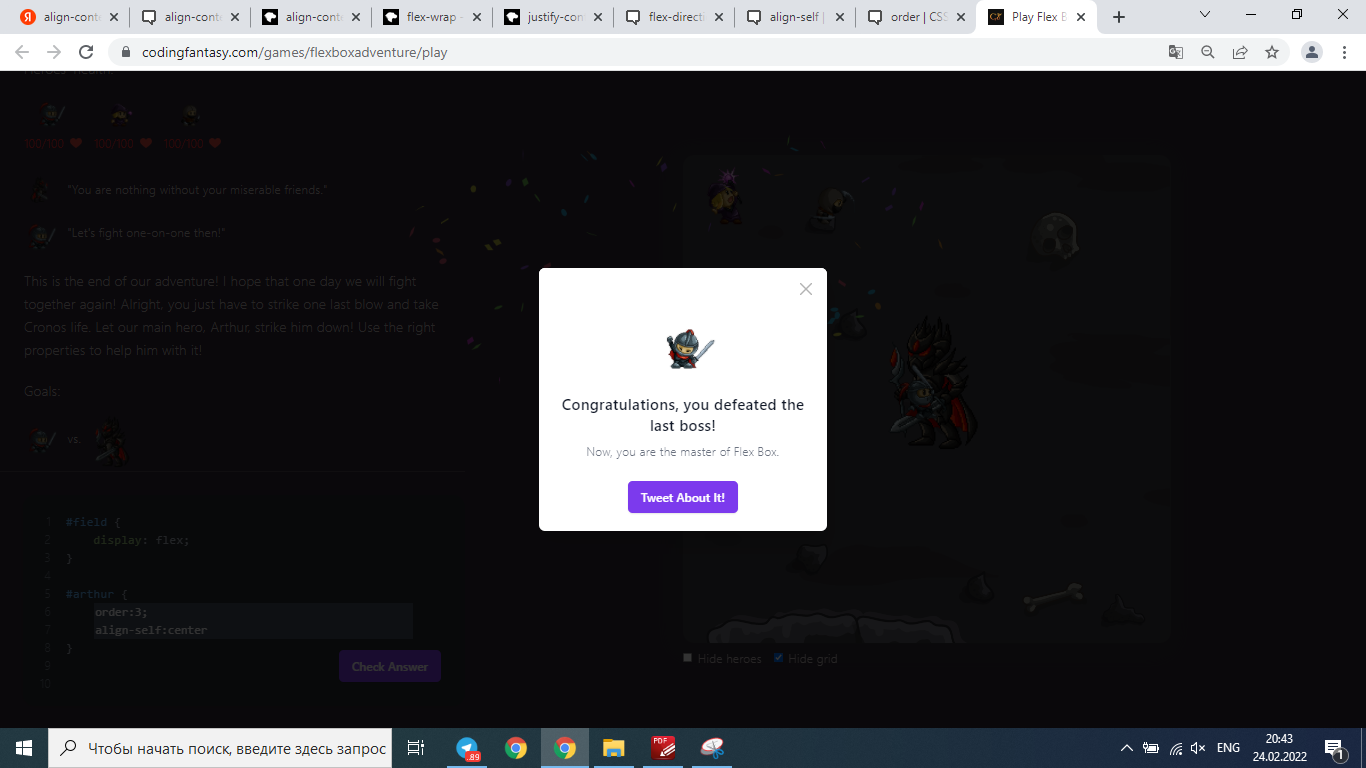 align-conte
align-conte
align-conte
flex-wrap -
justify-con
flex-directi
align-self |
order | CSS
Play Flex B
codingfantasy.com/games/flexboxadventure/play
100/100 100/100 100/100
"You are nothing without your miserable friends."
"Let's fight one-on-one then!"
This is the end of our adventure! I hope that one day we will fight
together again! Alright, you just have to strike one last blow and take
Cronos life. Let our main hero, Arthur, strike him down! Use the right
properties to help him with it!
Goals:
vs.
1 #field {
2 display: flex;
3 }
4
5 #arthur {
6 order:3;
7 align-self:center
8 }
9
10
Check Answer
Congratulations, you defeated the
last boss!
Now, you are the master of Flex Box.
Tweet About It!
Hide heroes Hide grid
Чтобы начать поиск, введите здесь запрос
.89
PDF
ENG
20:43
24.02.2022
1